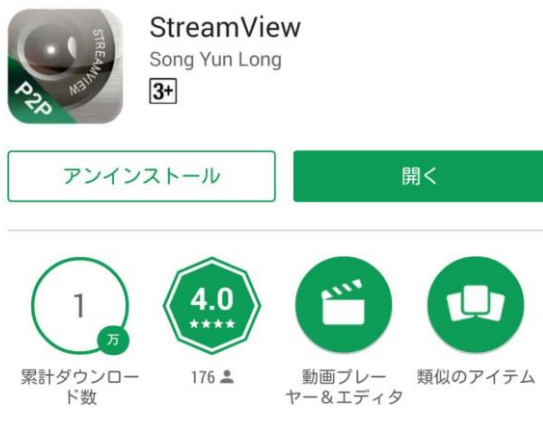 StreamView
Song Yun Long
3+
STREAMVIEW
P2P
アンインストール
開く
1
万
4.0
累計ダウンロー
ド数
176
動画プレー
ヤー&エディタ
類似のアイテム